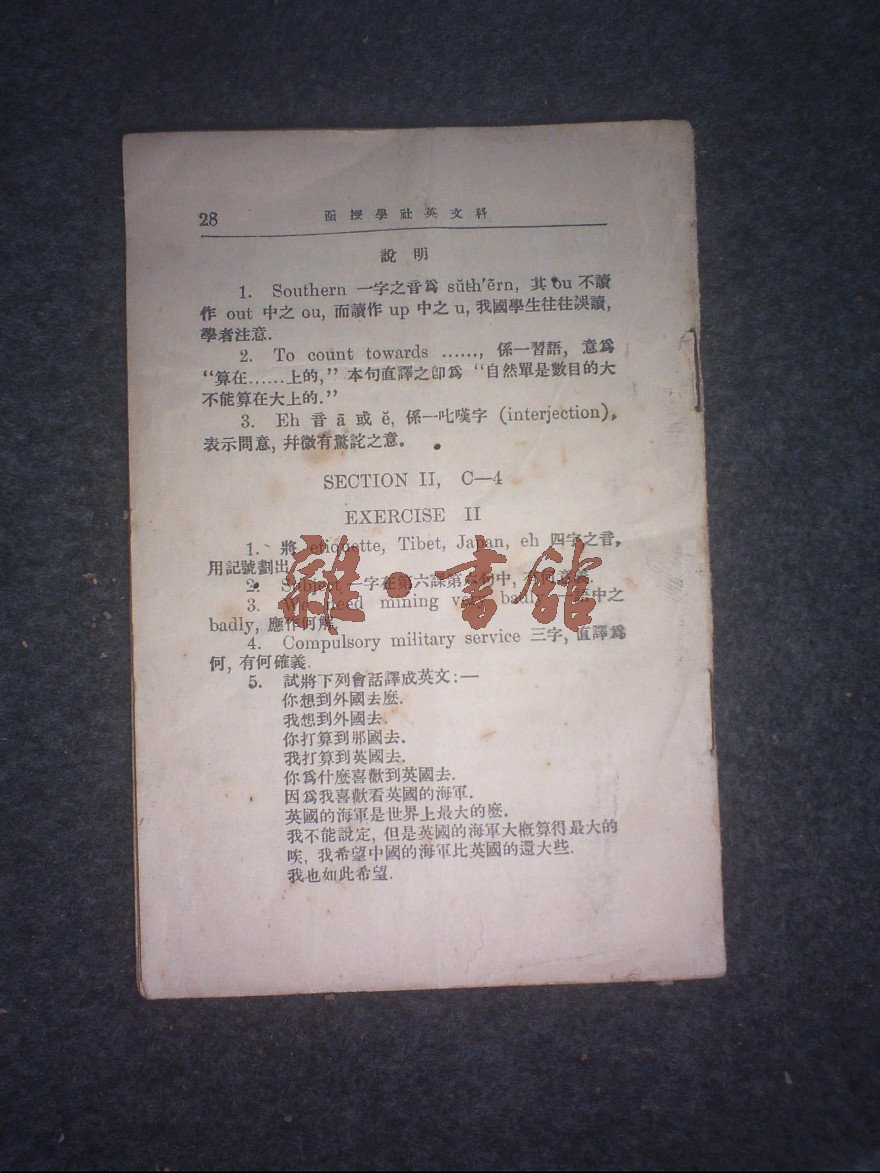 28 函授學社英文科
說明
1. Southern 一字之音爲 sŭth'ẽrn, 其 ou 不讀
作 out 中之 ou, 而讀作 up 中之 u, 我國學生往往誤讀,
學者注意.
2. To count towards ……, 係一習語, 意爲
“算在……上的,” 本句直譯之卽爲 “自然單是數目的大
不能算在大上的.”
3. Eh 音 ā 或 ĕ, 係一叱嘆字 (interjection),
表示問意, 幷微有驚詫之意.
SECTION II, C—4
EXERCISE II
1. 將 etiquette, Tibet, Japan, eh 四字之音,
用記號劃出
2. Subject 一字在第六課第 句中,
3. We need mining very badly 中之
badly, 應作何解.
4. Compulsory military service 三字, 直譯爲
何, 有何確義.
5. 試將下列會話譯成英文:—
你想到外國去麼.
我想到外國去.
你打算到那國去.
我打算到英國去.
你爲什麼喜歡到英國去.
因爲我喜歡看英國的海軍.
英國的海軍是世界上最大的麼.
我不能說定, 但是英國的海軍大概算得最大的
唉, 我希望中國的海軍比英國的還大些.
我也如此希望.
雜·書館